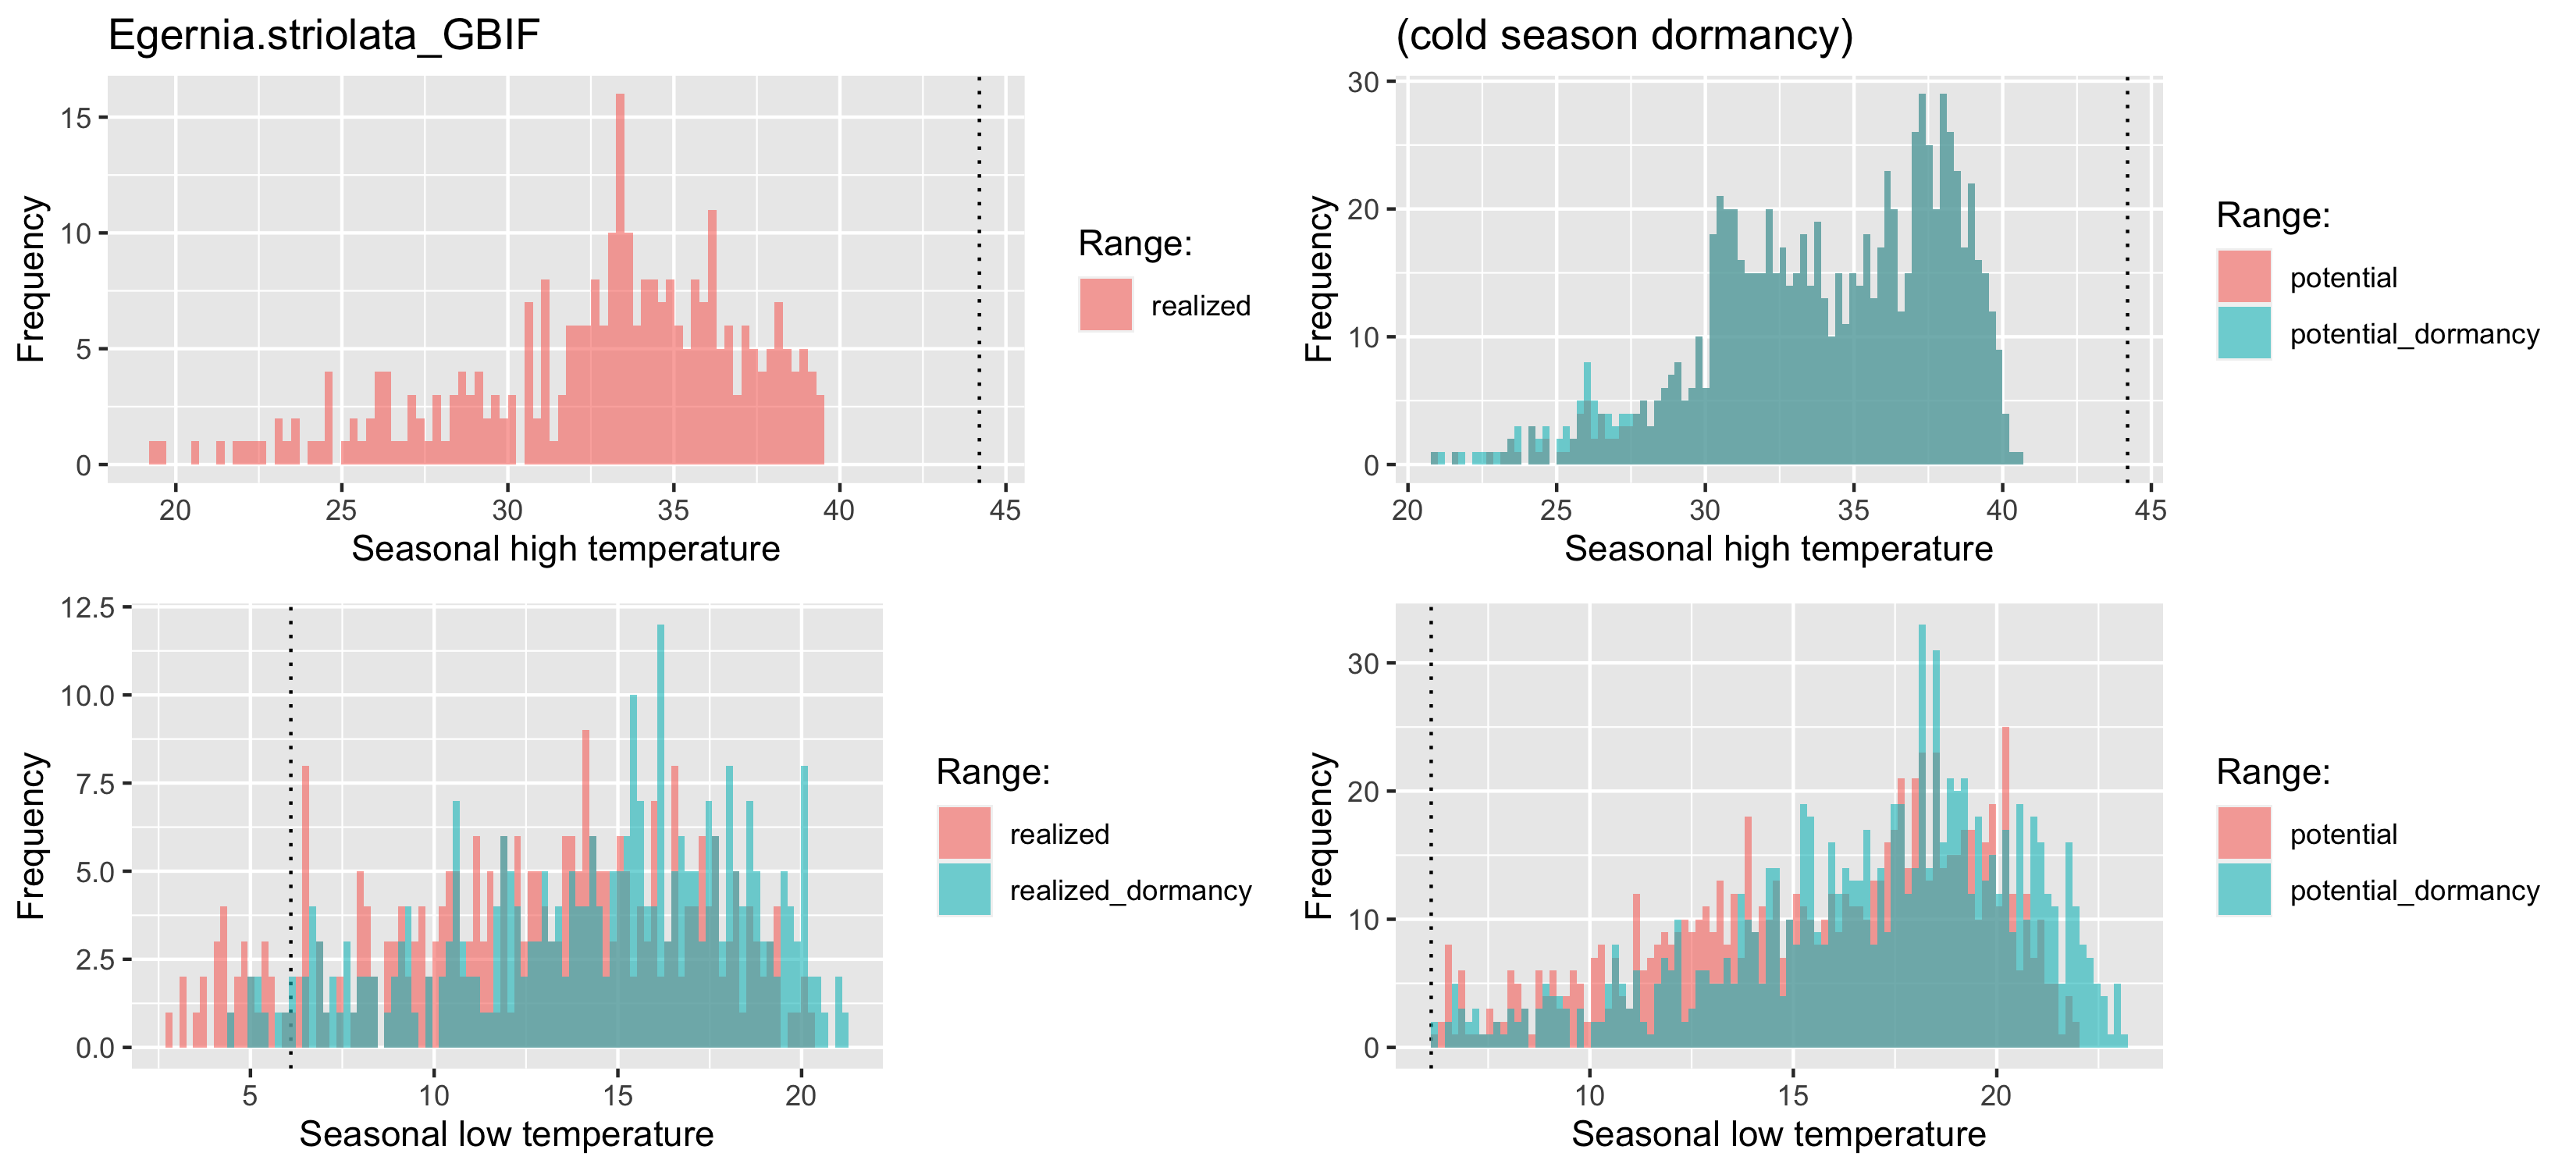 Egernia.striolata_GBIF
15
10
5
0
Frequency
20 25 30 35 40 45
Seasonal high temperature
Range:
realized
(cold season dormancy)
30
20
10
0
Frequency
20 25 30 35 40 45
Seasonal high temperature
Range:
potential
potential_dormancy
12.5
10.0
7.5
5.0
2.5
0.0
Frequency
5 10 15 20
Seasonal low temperature
Range:
realized
realized_dormancy
30
20
10
0
Frequency
10 15 20
Seasonal low temperature
Range:
potential
potential_dormancy